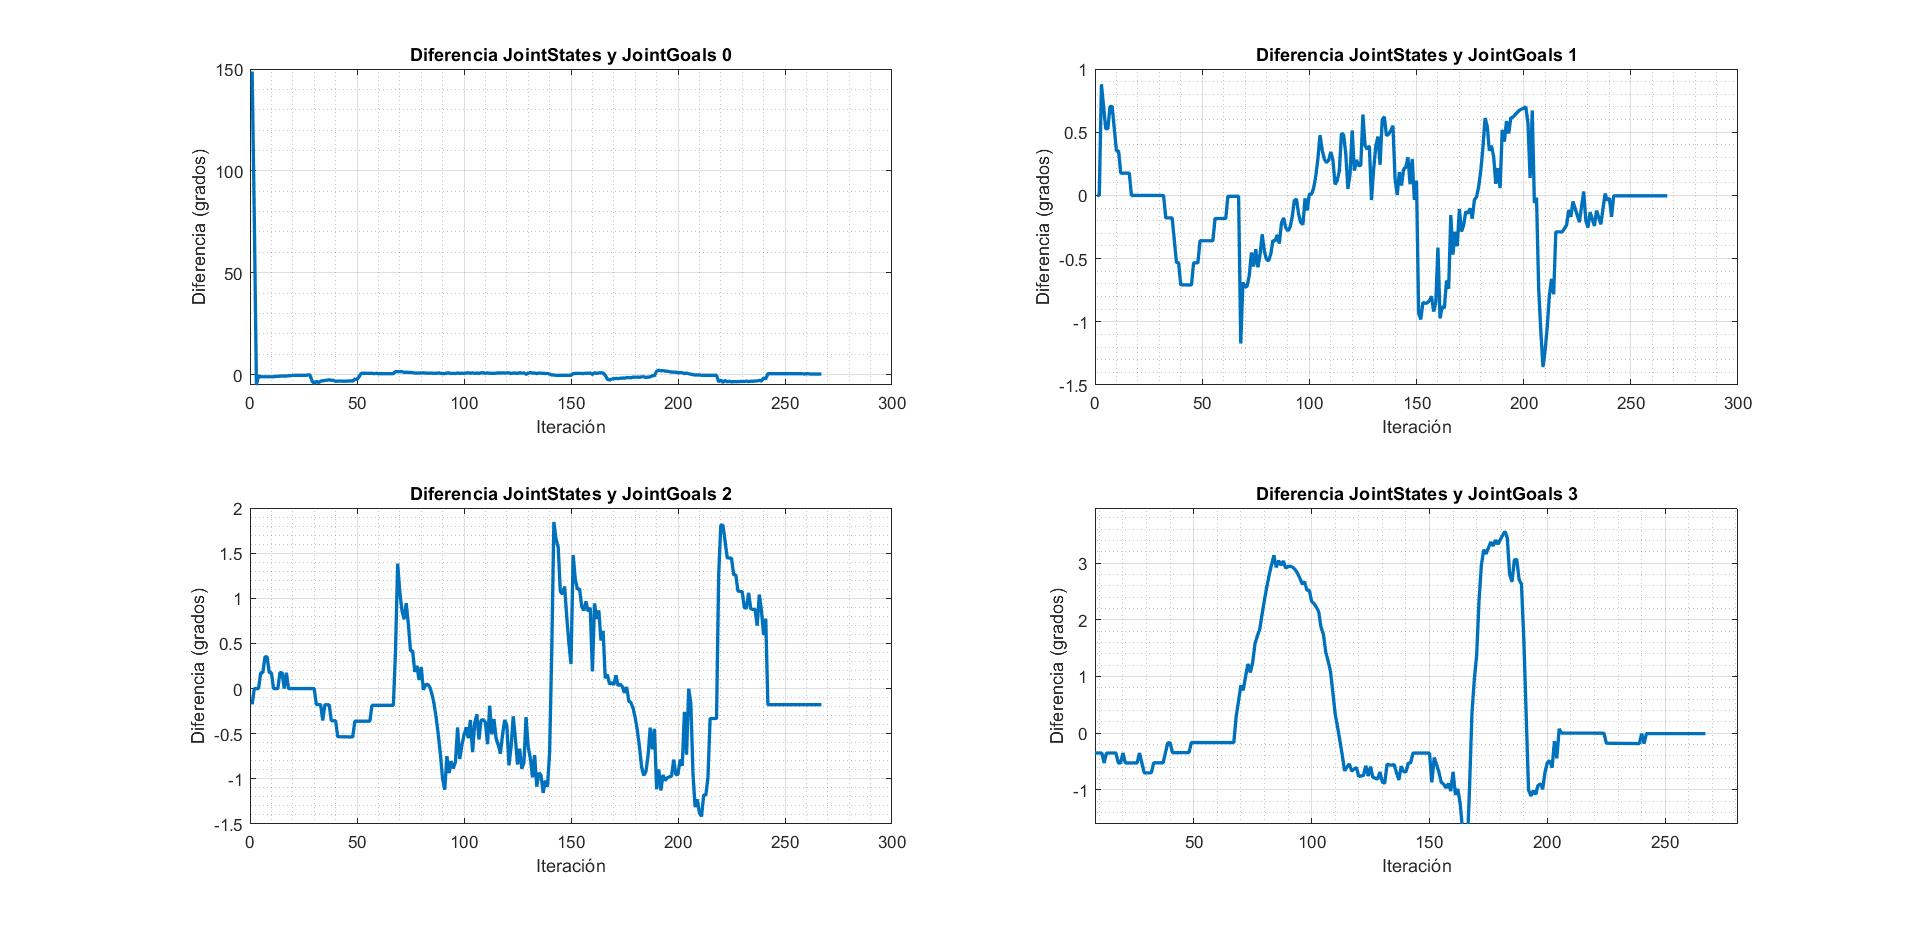 Diferencia JointStates y JointGoals 0
Diferencia (grados)
150
100
50
0
0 50 100 150 200 250 300
Iteración
Diferencia JointStates y JointGoals 1
Diferencia (grados)
1
0.5
0
-0.5
-1
-1.5
0 50 100 150 200 250 300
Iteración
Diferencia JointStates y JointGoals 2
Diferencia (grados)
2
1.5
1
0.5
0
-0.5
-1
-1.5
0 50 100 150 200 250 300
Iteración
Diferencia JointStates y JointGoals 3
Diferencia (grados)
3
2
1
0
-1
50 100 150 200 250
Iteración